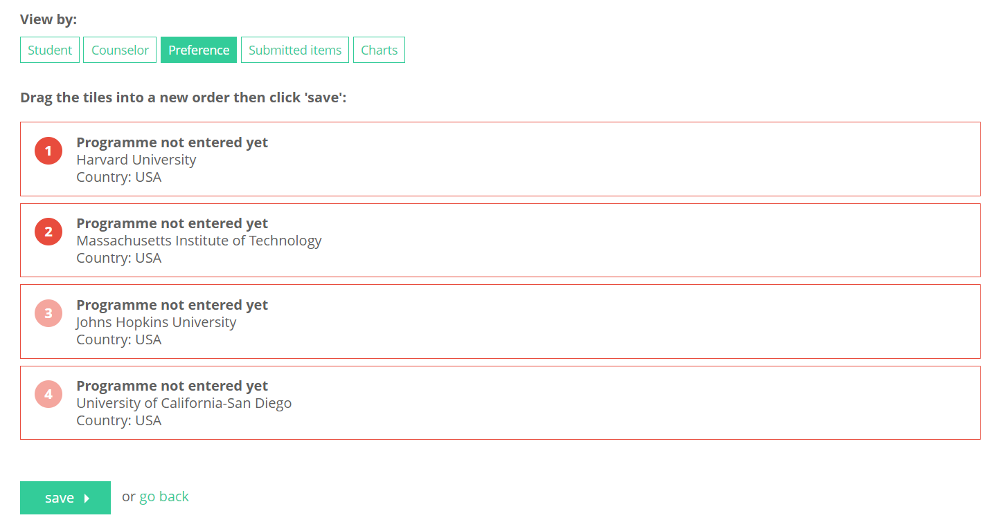 View by:
Student Counselor Preference Submitted items Charts
Drag the tiles into a new order then click 'save':
1 Programme not entered yet
Harvard University
Country: USA
2 Programme not entered yet
Massachusetts Institute of Technology
Country: USA
3 Programme not entered yet
Johns Hopkins University
Country: USA
4 Programme not entered yet
University of California-San Diego
Country: USA
save or go back